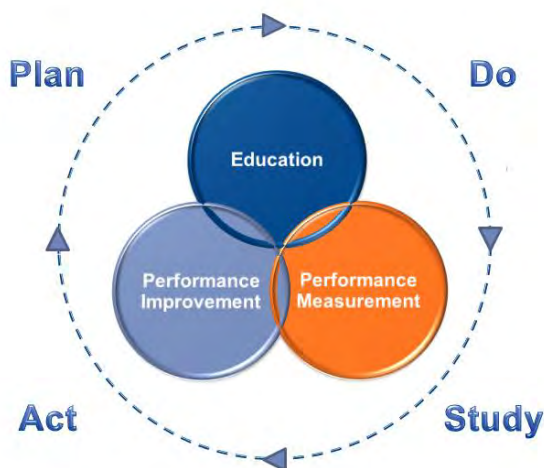 Plan
Do
Education
Performance
Improvement
Performance
Measurement
Act
Study